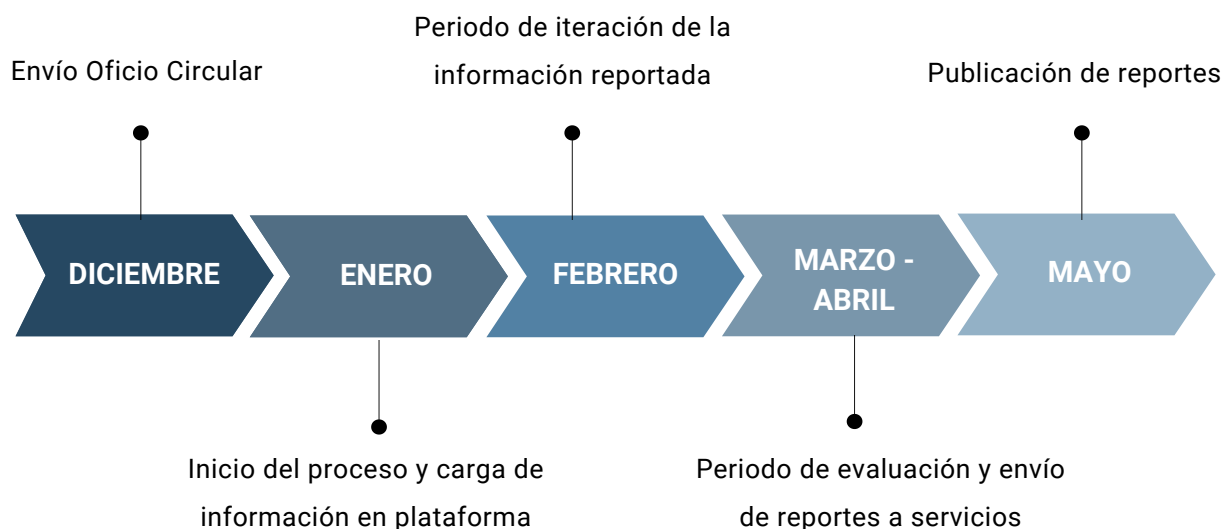 Envío Oficio Circular
Periodo de iteración de la
información reportada
Publicación de reportes
DICIEMBRE
ENERO
FEBRERO
MARZO -
ABRIL
MAYO
Inicio del proceso y carga de
información en plataforma
Periodo de evaluación y envío
de reportes a servicios